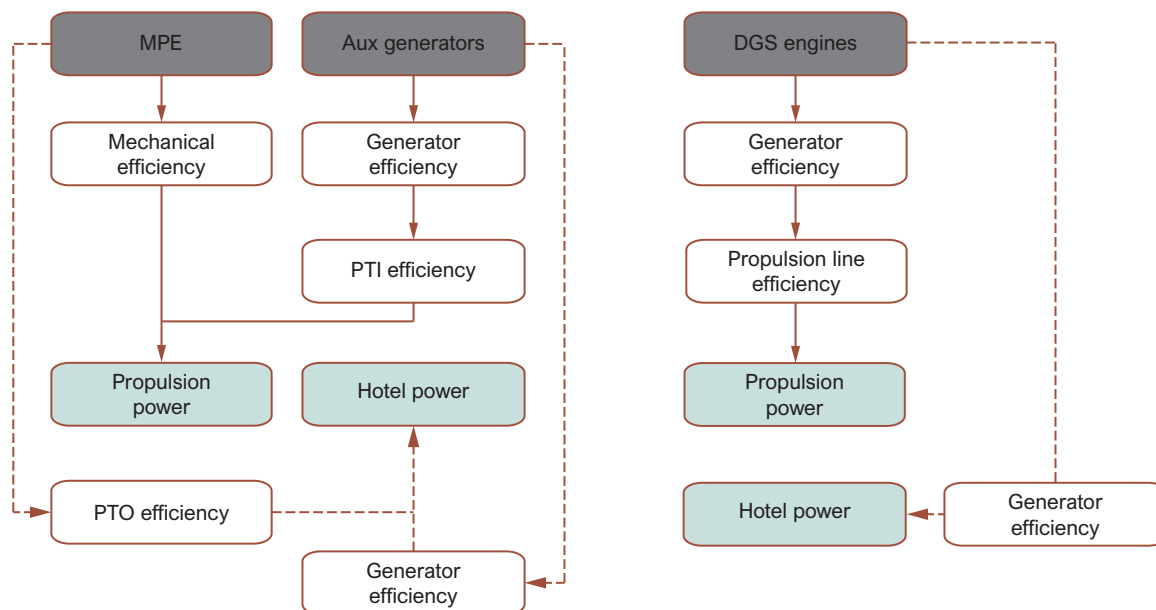 MPE
Aux generators
DGS engines
Mechanical
efficiency
Generator
efficiency
Generator
efficiency
PTI efficiency
Propulsion line
efficiency
Propulsion
power
Hotel power
Propulsion
power
PTO efficiency
Hotel power
Generator
efficiency
Generator
efficiency